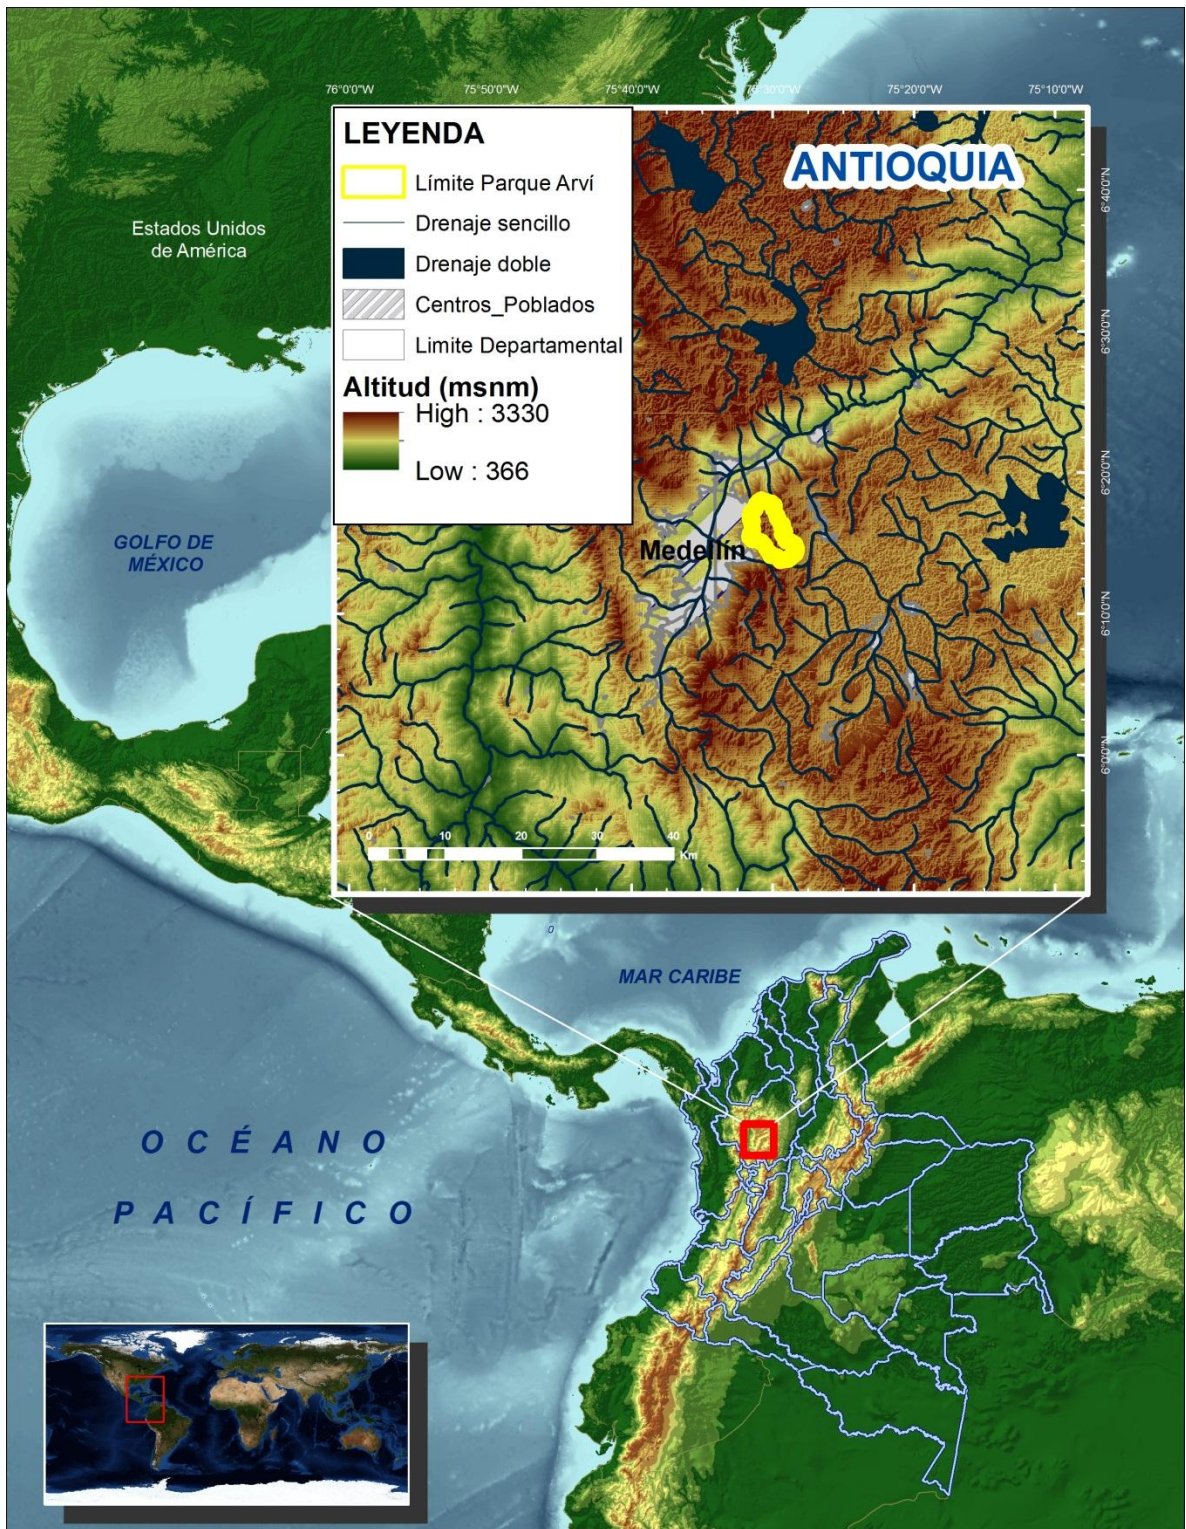 76°0'0"W
75°50'0"W
75°40'0"W
75°30'0"W
75°20'0"W
75°10'0"W
LEYENDA
Límite Parque Arví
Drenaje sencillo
Drenaje doble
Centros_Poblados
Limite Departamental
Altitud (msnm)
High : 3330
Low : 366
ANTIOQUIA
6°40'0"N
6°30'0"N
6°20'0"N
6°10'0"N
6°0'0"N
Medellín
0
10
20
30
40
Km
Estados Unidos
de América
GOLFO DE
MÉXICO
0
MAR CARIBE
OCÉANO
PACÍFICO